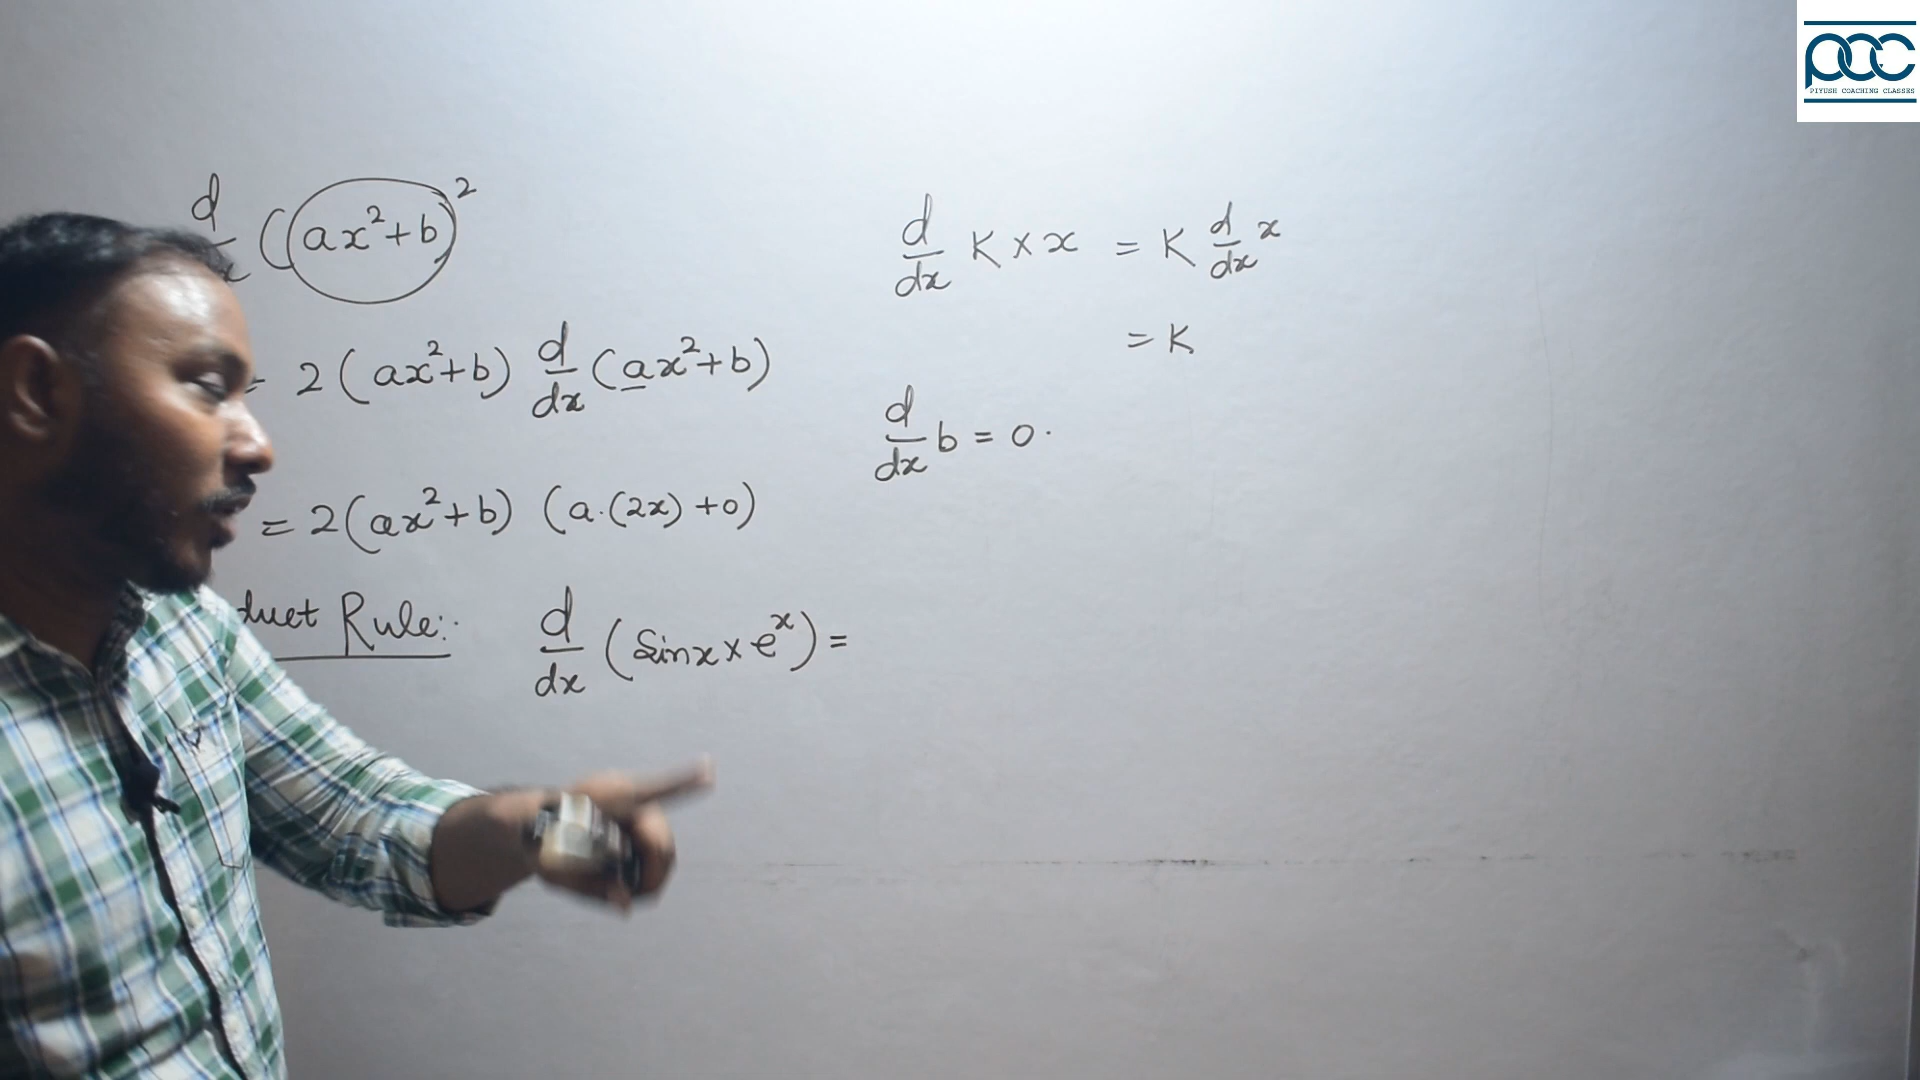 d/dx (ax²+b)²
= 2(ax²+b) d/dx (ax²+b)
= 2(ax²+b) (a.(2x)+0)
duct Rule:. d/dx (Sinx x eˣ) =
d/dx K × x = K d/dx x
= K
d/dx b = 0.
PCC
PIYUSH COACHING CLASSES